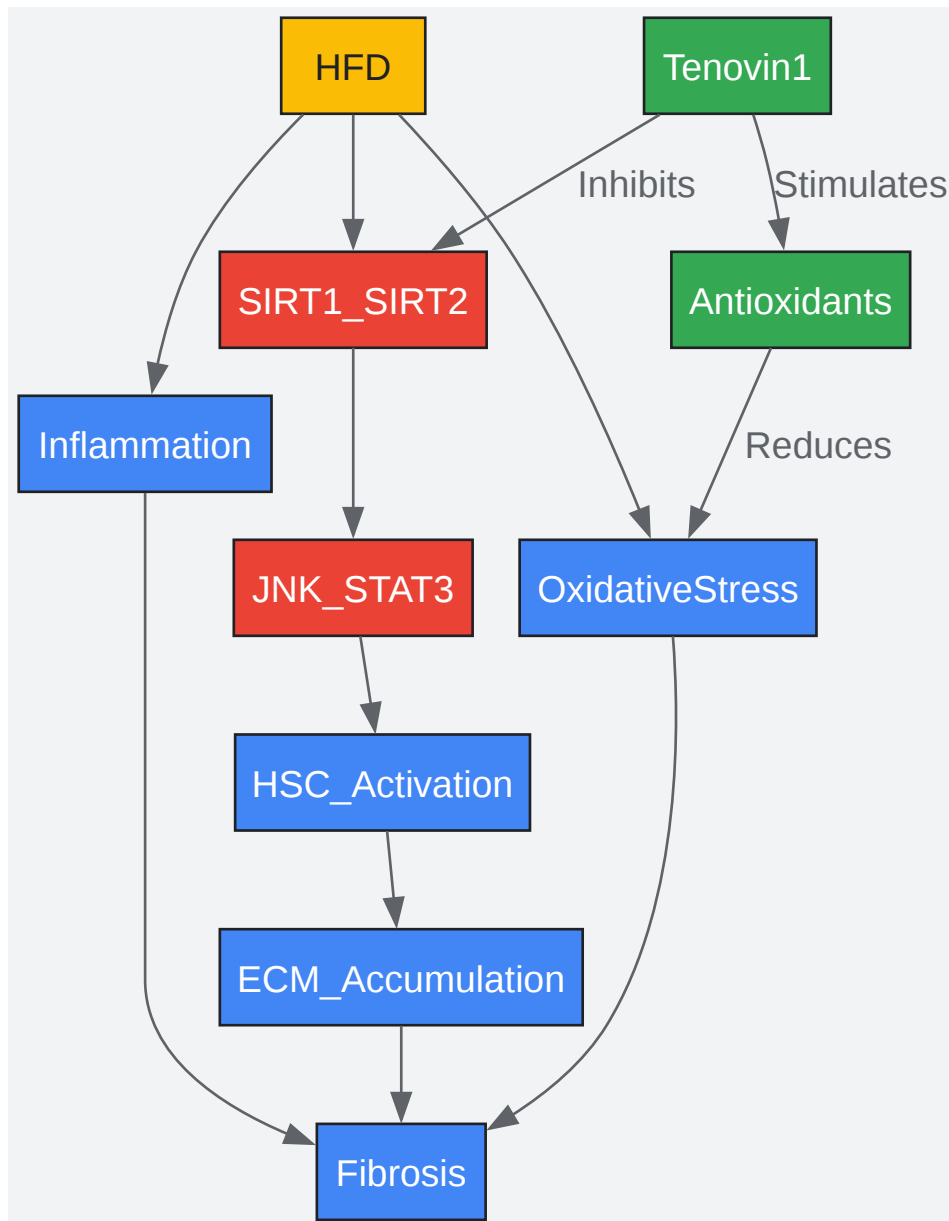 HFD
Tenovin1
Inhibits
Stimulates
SIRT1_SIRT2
Antioxidants
Inflammation
Reduces
JNK_STAT3
OxidativeStress
HSC_Activation
ECM_Accumulation
Fibrosis